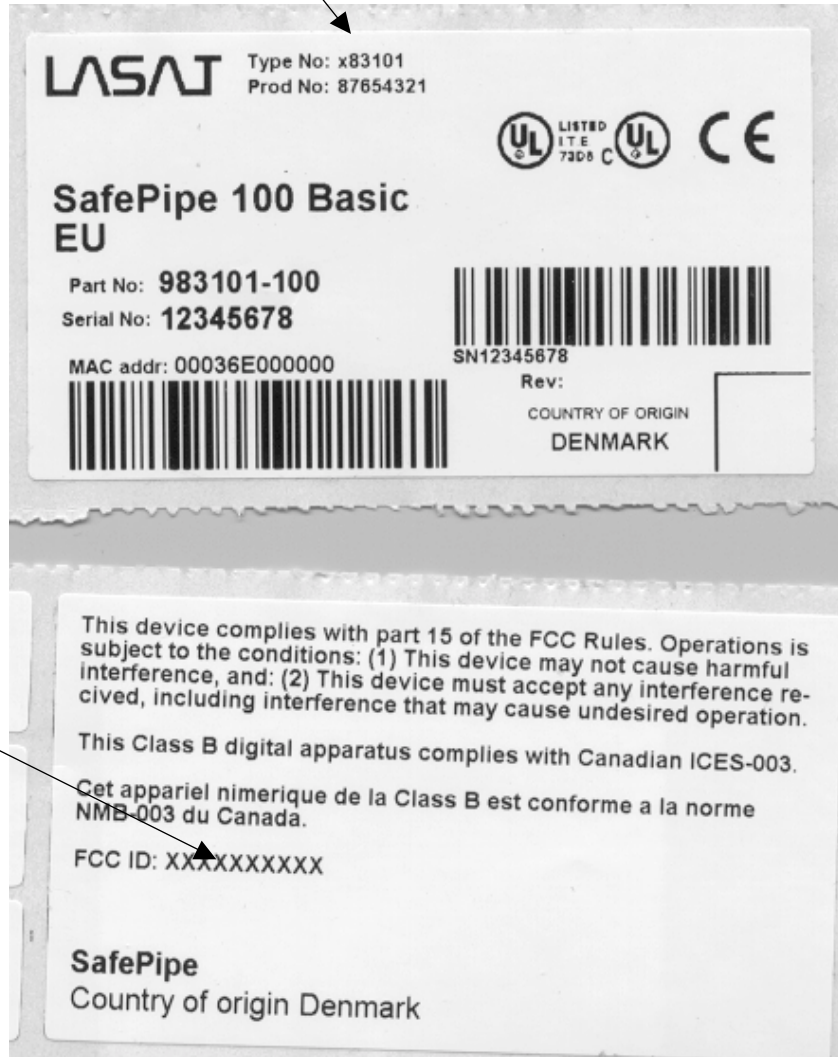 LASAT
Type No: x83101
Prod No: 87654321
UL LISTED
I T E
73D8 C UL CE
SafePipe 100 Basic
EU
Part No: 983101-100
Serial No: 12345678
SN12345678
MAC addr: 00036E000000
Rev:
COUNTRY OF ORIGIN
DENMARK
This device complies with part 15 of the FCC Rules. Operations is
subject to the conditions: (1) This device may not cause harmful
interference, and: (2) This device must accept any interference re-
cived, including interference that may cause undesired operation.
This Class B digital apparatus complies with Canadian ICES-003.
Cet appariel nimerique de la Class B est conforme a la norme
NMB-003 du Canada.
FCC ID: XXXXXXXXXX
SafePipe
Country of origin Denmark